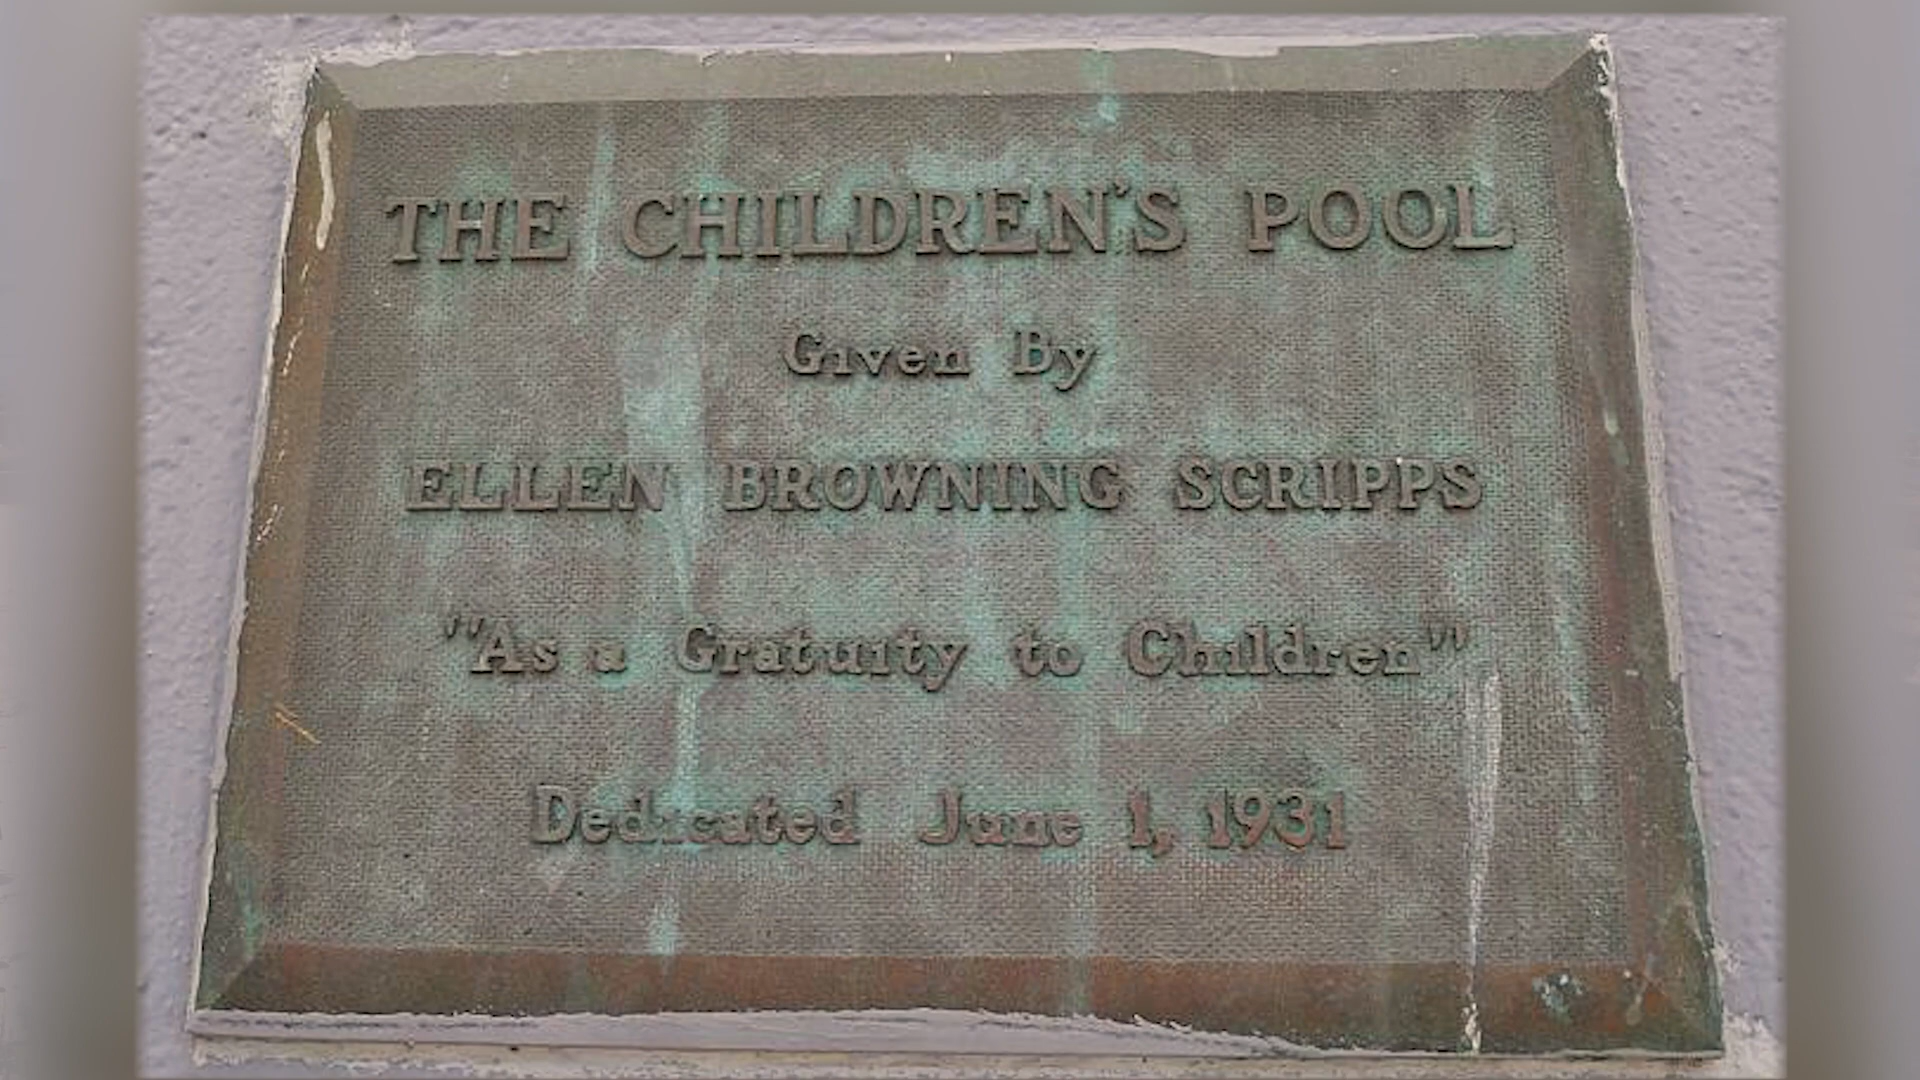 THE CHILDREN'S POOL
Given By
ELLEN BROWNING SCRIPPS
"As a Gratuity to Children"
Dedicated June 1, 1931